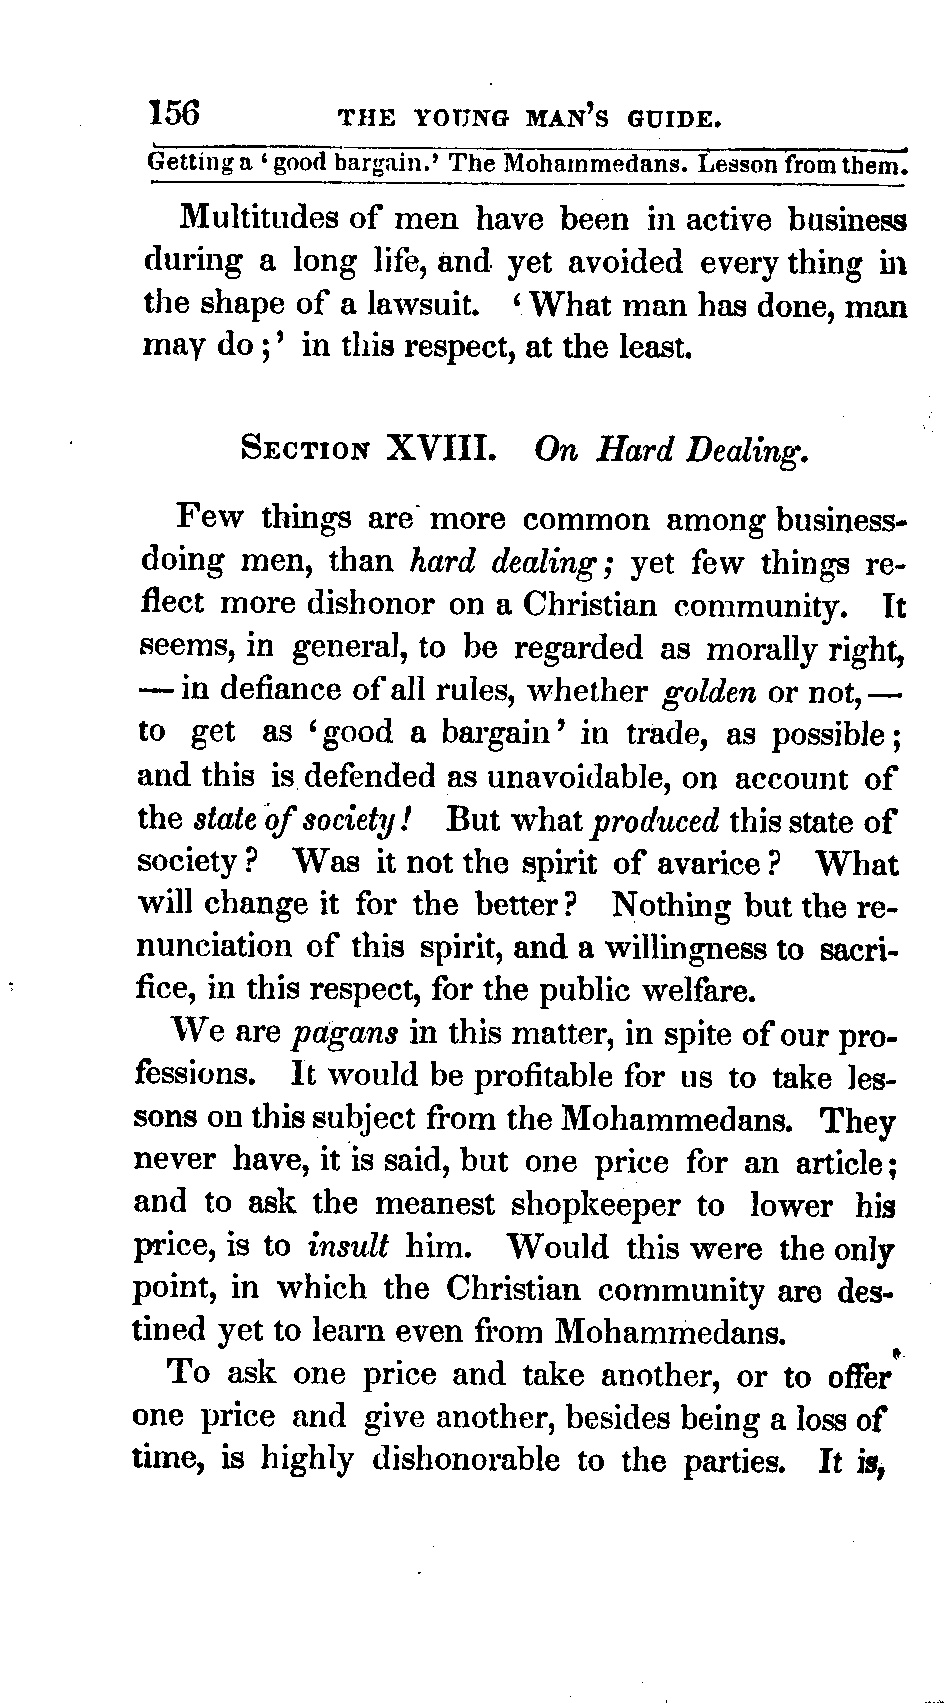 156 THE YOUNG MAN'S GUIDE.
Getting a 'good bargain.' The Mohammedans. Lesson from them.
Multitudes of men have been in active business
during a long life, and yet avoided every thing in
the shape of a lawsuit. 'What man has done, man
may do;' in this respect, at the least.
SECTION XVIII. On Hard Dealing.
Few things are more common among business-
doing men, than hard dealing; yet few things re-
flect more dishonor on a Christian community. It
seems, in general, to be regarded as morally right,
— in defiance of all rules, whether golden or not, —
to get as 'good a bargain' in trade, as possible;
and this is defended as unavoidable, on account of
the state of society! But what produced this state of
society? Was it not the spirit of avarice? What
will change it for the better? Nothing but the re-
nunciation of this spirit, and a willingness to sacri-
fice, in this respect, for the public welfare.
We are pagans in this matter, in spite of our pro-
fessions. It would be profitable for us to take les-
sons on this subject from the Mohammedans. They
never have, it is said, but one price for an article;
and to ask the meanest shopkeeper to lower his
price, is to insult him. Would this were the only
point, in which the Christian community are des-
tined yet to learn even from Mohammedans.
To ask one price and take another, or to offer
one price and give another, besides being a loss of
time, is highly dishonorable to the parties. It is,